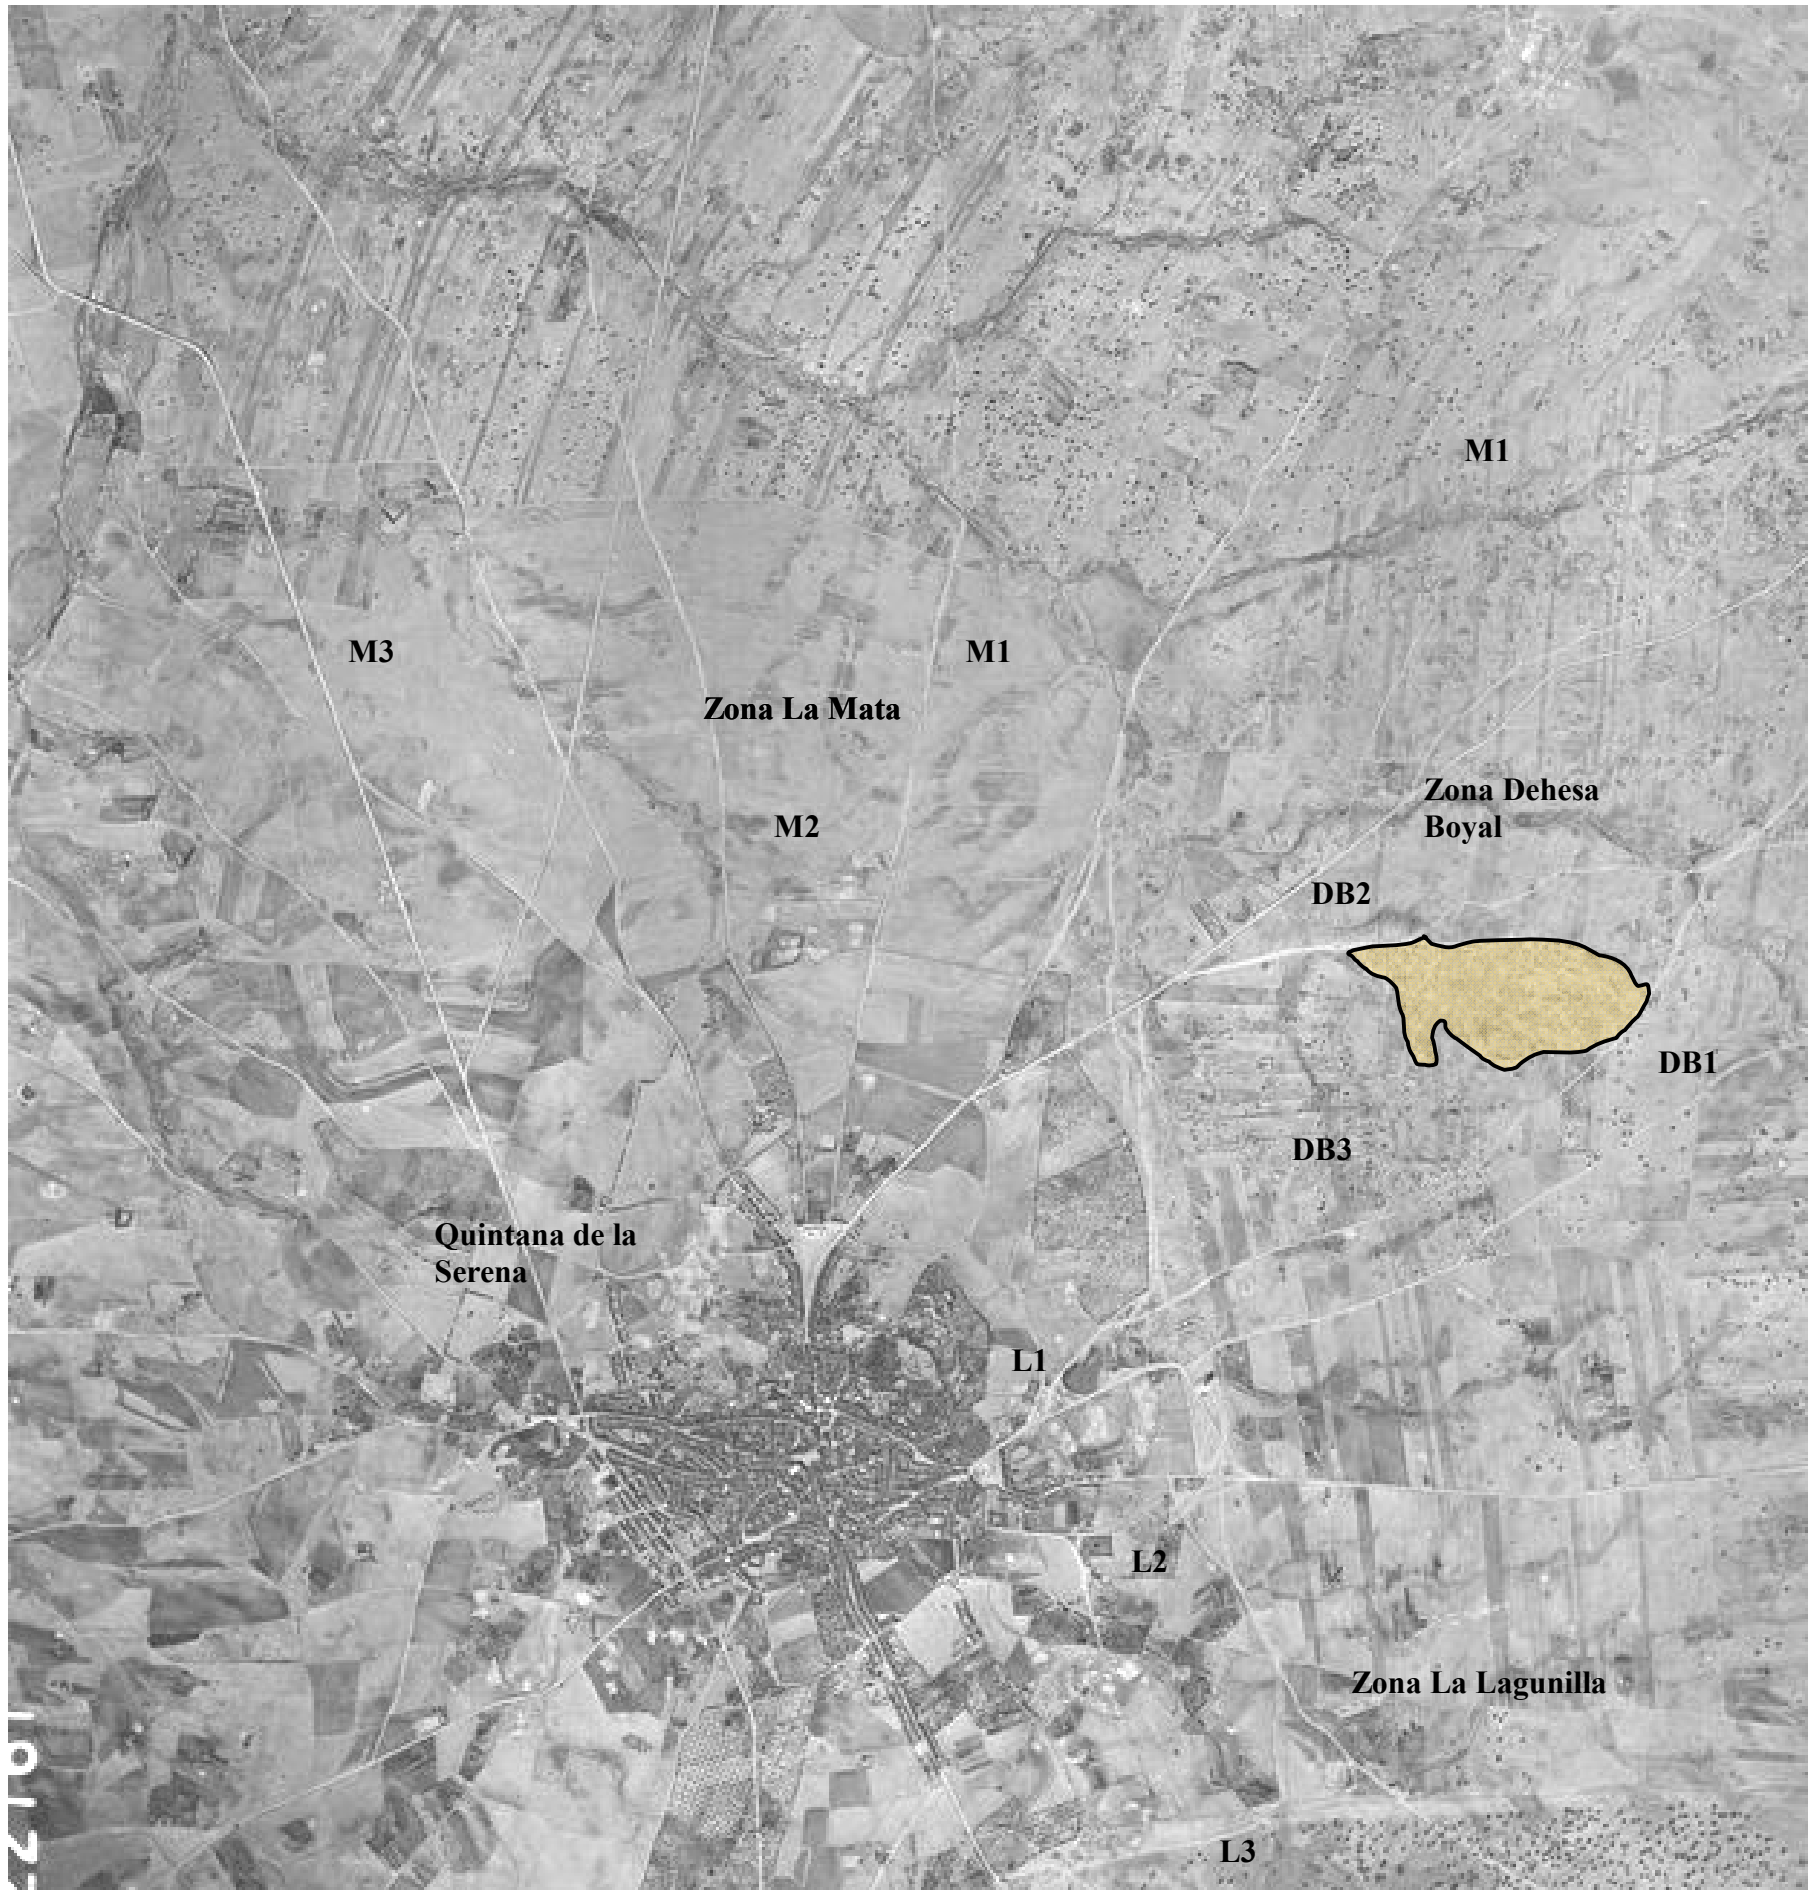 M1
M3
M1
Zona La Mata
Zona Dehesa
Boyal
M2
DB2
DB1
DB3
Quintana de la
Serena
L1
L2
Zona La Lagunilla
L3